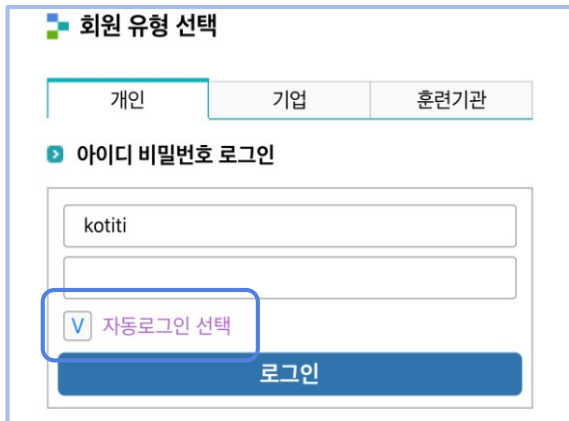 회원 유형 선택
개인 기업 훈련기관
아이디 비밀번호 로그인
kotiti
V 자동로그인 선택
로그인